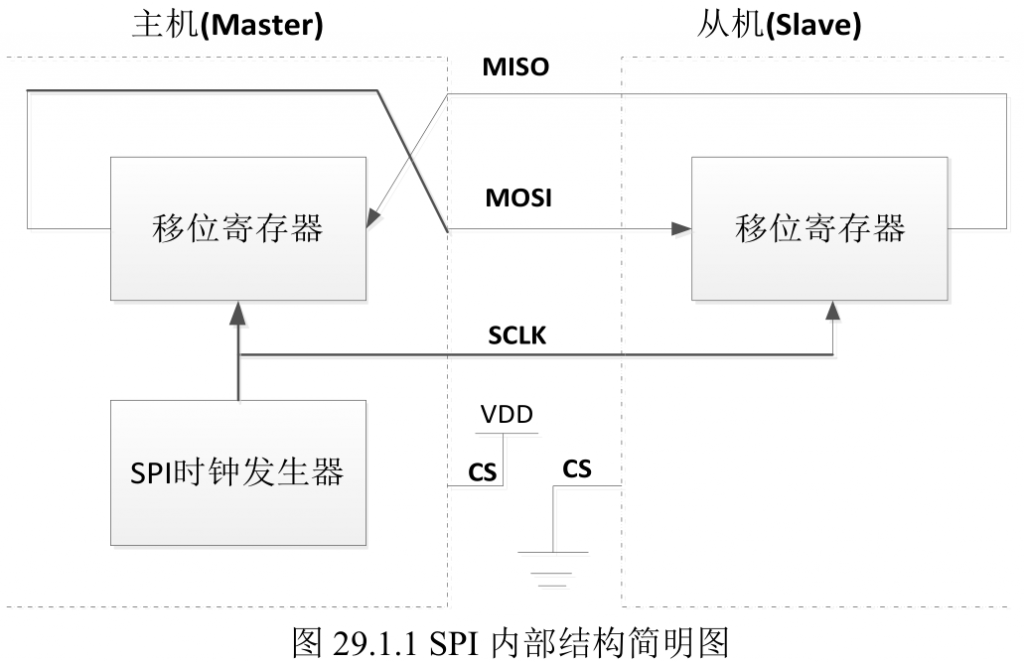 主机(Master)
从机(Slave)
MISO
MOSI
移位寄存器
移位寄存器
SCLK
SPI时钟发生器
VDD
CS
CS
图 29.1.1 SPI 内部结构简明图